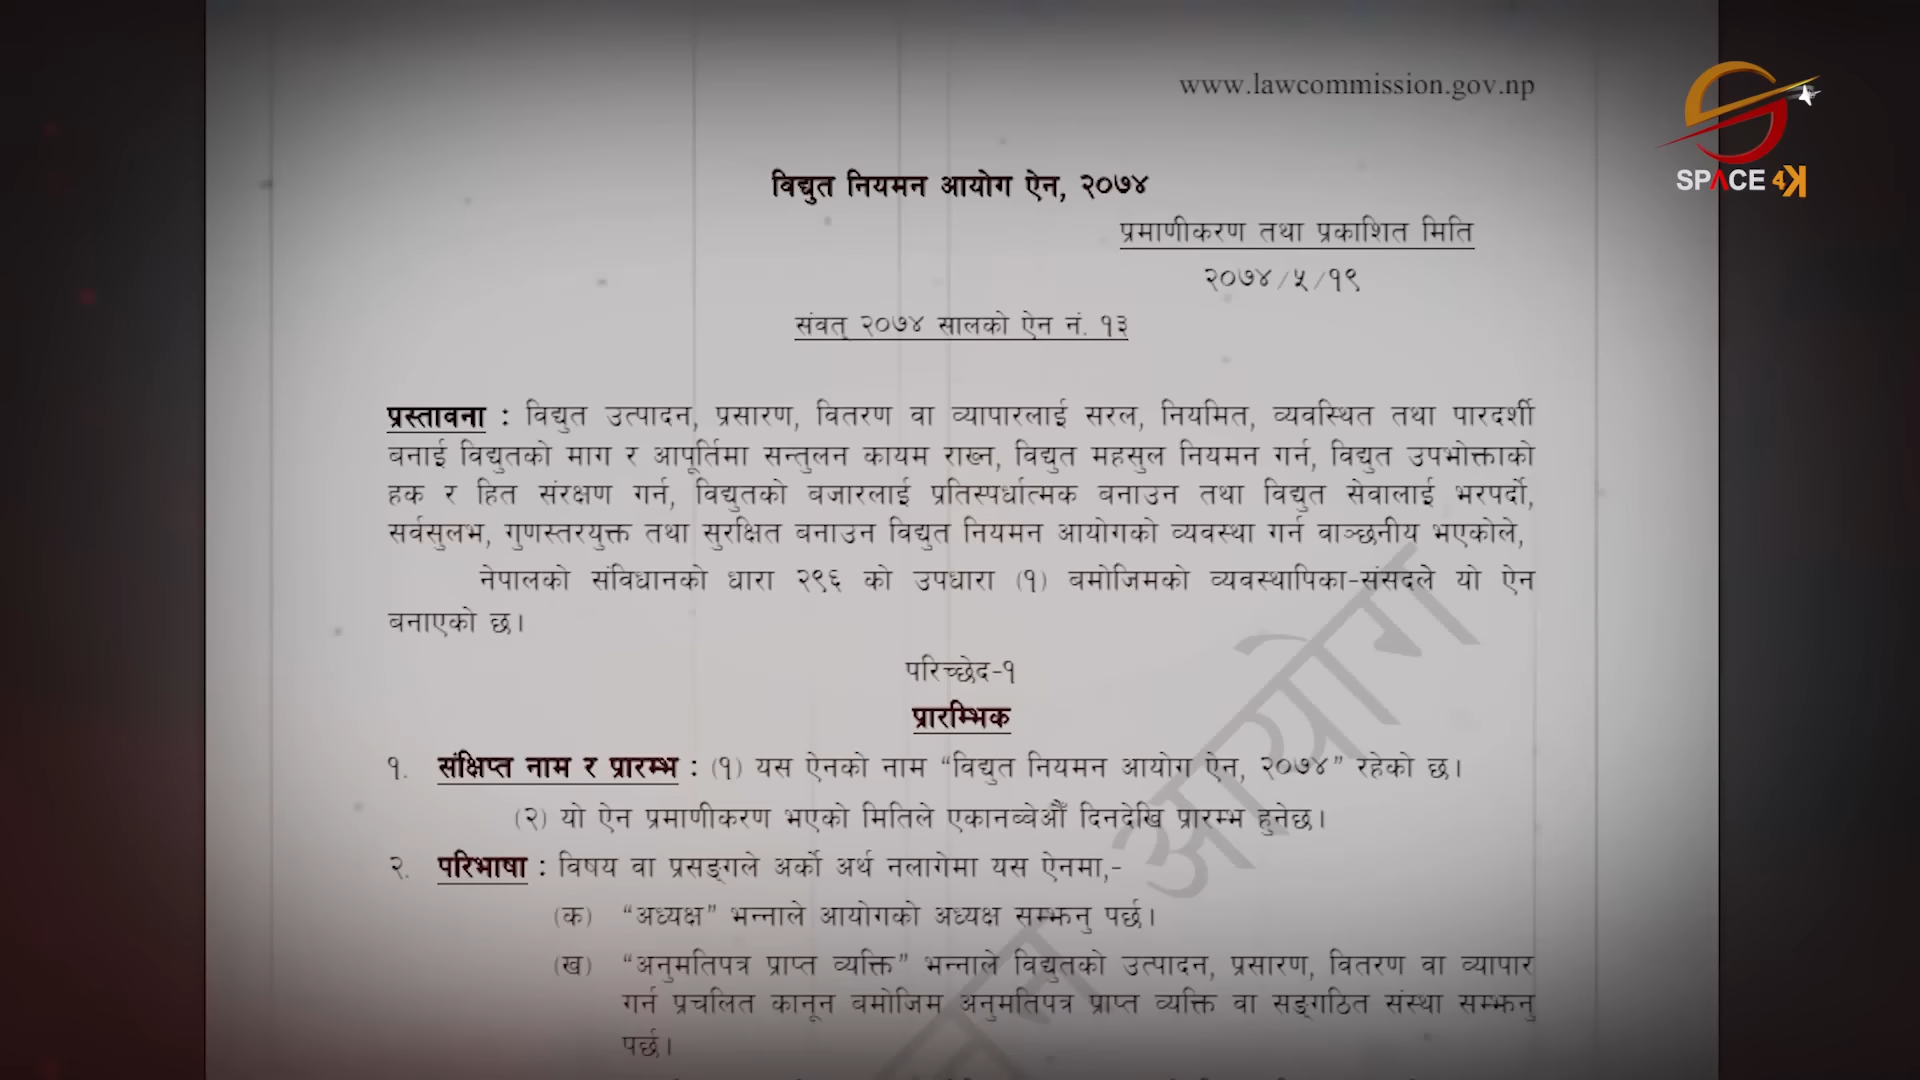 www.lawcommission.gov.np
SPACE 4K
विद्युत नियमन आयोग ऐन, २०७४
प्रमाणीकरण तथा प्रकाशित मिति
२०७४/५/१९
संवत् २०७४ सालको ऐन नं. १३
प्रस्तावना : विद्युत उत्पादन, प्रसारण, वितरण वा व्यापारलाई सरल, नियमित, व्यवस्थित तथा पारदर्शी
बनाई विद्युतको माग र आपूर्तिमा सन्तुलन कायम राख्न, विद्युत महसुल नियमन गर्न, विद्युत उपभोक्ताको
हक र हित संरक्षण गर्न, विद्युतको बजारलाई प्रतिस्पर्धात्मक बनाउन तथा विद्युत सेवालाई भरपर्दो,
सर्वसुलभ, गुणस्तरयुक्त तथा सुरक्षित बनाउन विद्युत नियमन आयोगको व्यवस्था गर्न वाञ्छनीय भएकोले,
नेपालको संविधानको धारा २९६ को उपधारा (१) बमोजिमको व्यवस्थापिका-संसदले यो ऐन
बनाएको छ।
परिच्छेद-१
प्रारम्भिक
१. संक्षिप्त नाम र प्रारम्भ : (१) यस ऐनको नाम “विद्युत नियमन आयोग ऐन, २०७४” रहेको छ।
(२) यो ऐन प्रमाणीकरण भएको मितिले एकानब्बेऔँ दिनदेखि प्रारम्भ हुनेछ।
२. परिभाषा : विषय वा प्रसङ्गले अर्को अर्थ नलागेमा यस ऐनमा,-
(क) “अध्यक्ष” भन्नाले आयोगको अध्यक्ष सम्झनु पर्छ।
(ख) “अनुमतिपत्र प्राप्त व्यक्ति” भन्नाले विद्युतको उत्पादन, प्रसारण, वितरण वा व्यापार
गर्न प्रचलित कानून बमोजिम अनुमतिपत्र प्राप्त व्यक्ति वा सङ्गठित संस्था सम्झनु
पर्छ।
आयोग